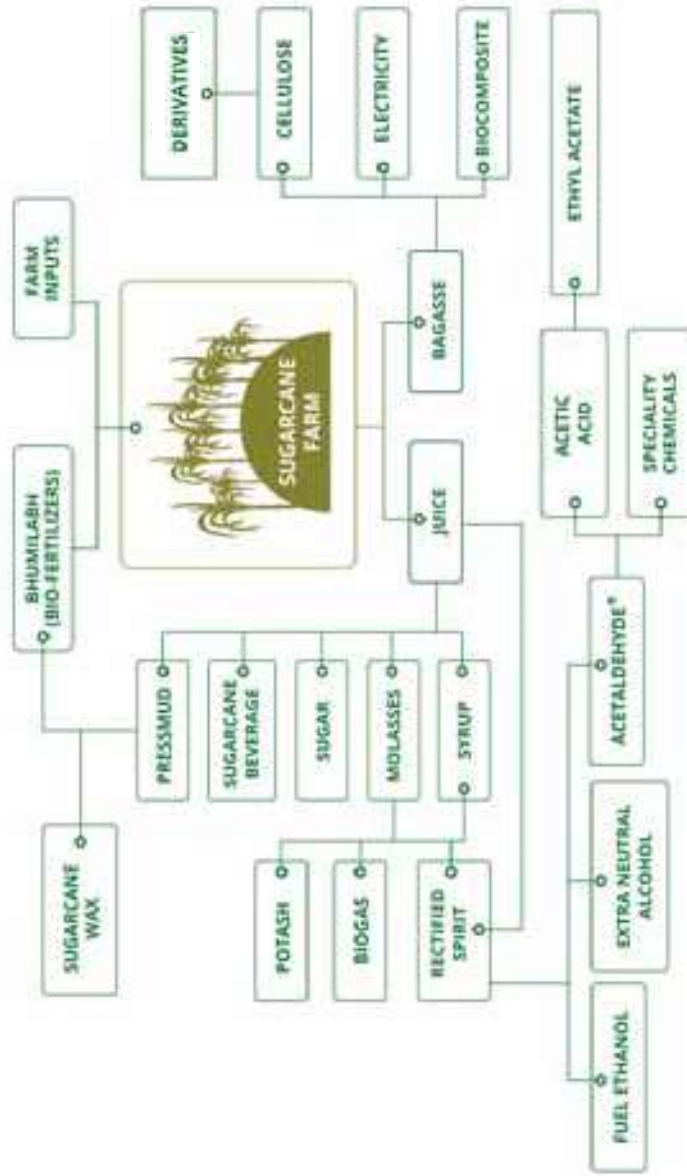 SUGARCANE
WAX
BHUMILABH
(BIO-FERTILIZERS)
FARM
INPUTS
DERIVATIVES
PRESSMUD
SUGARCANE
BEVERAGE
SUGAR
MOLASSES
SYRUP
SUGARCANE
FARM
CELLULOSE
ELECTRICITY
BIOCOMPOSITE
POTASH
BIOGAS
RECTIFIED
SPIRIT
JUICE
BAGASSE
FUEL ETHANOL
EXTRA NEUTRAL
ALCOHOL
ACETALDEHYDE*
ACETIC
ACID
SPECIALITY
CHEMICALS
ETHYL ACETATE